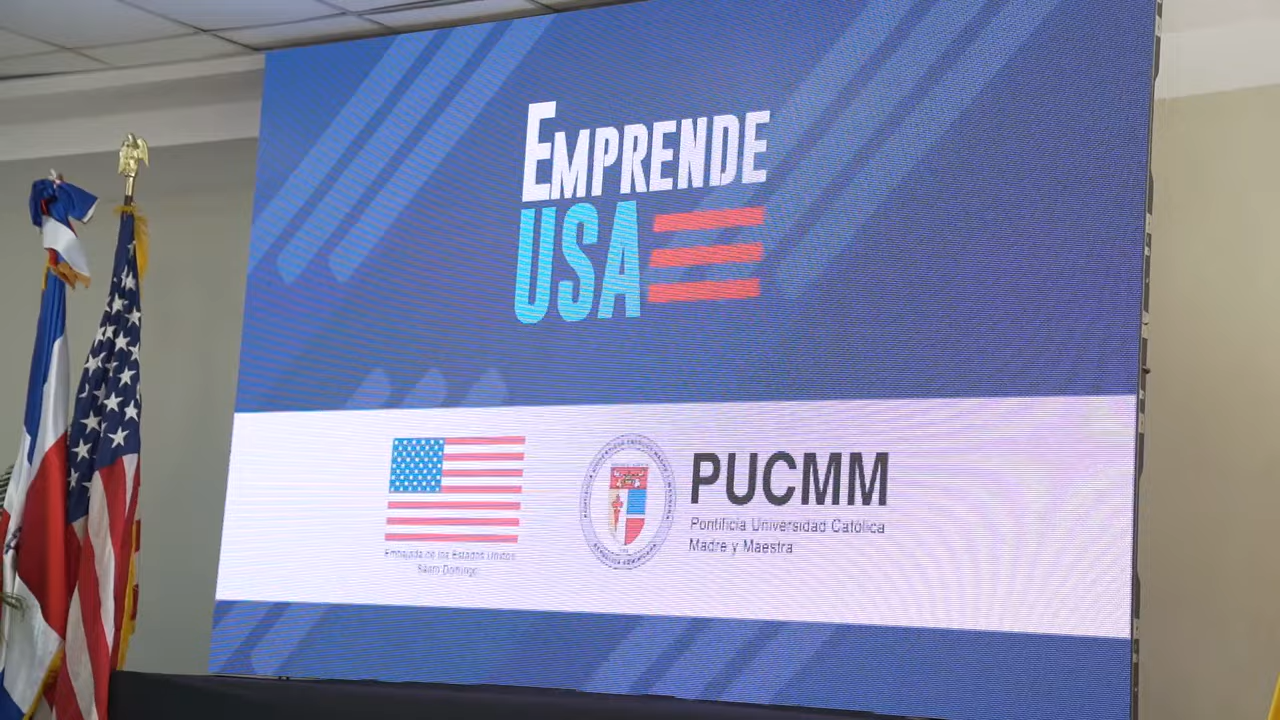 EMPRENDE
USA
Embajada de los Estados Unidos
Santo Domingo
PUCMM
Pontificia Universidad Católica
Madre y Maestra